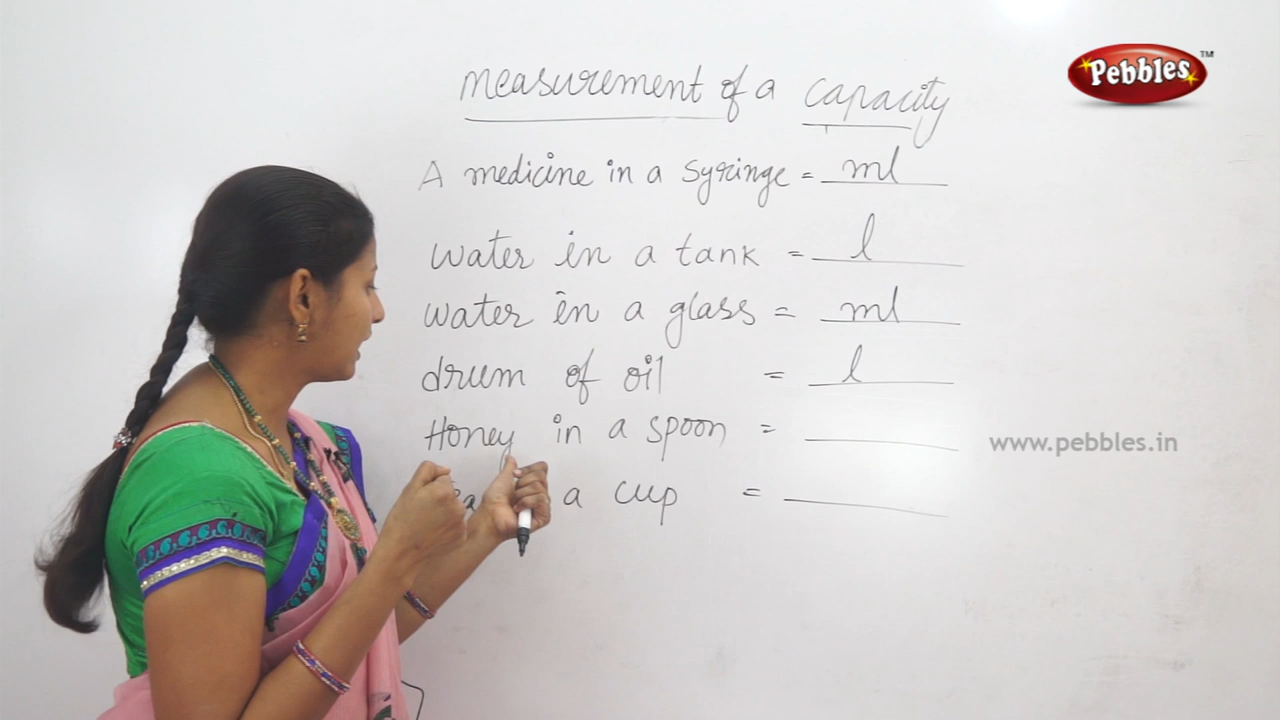 Pebbles TM
measurement of a capacity
A medicine in a syringe = ml
water in a tank = l
water in a glass = ml
drum of oil = l
Honey in a spoon =
www.pebbles.in
a cup =